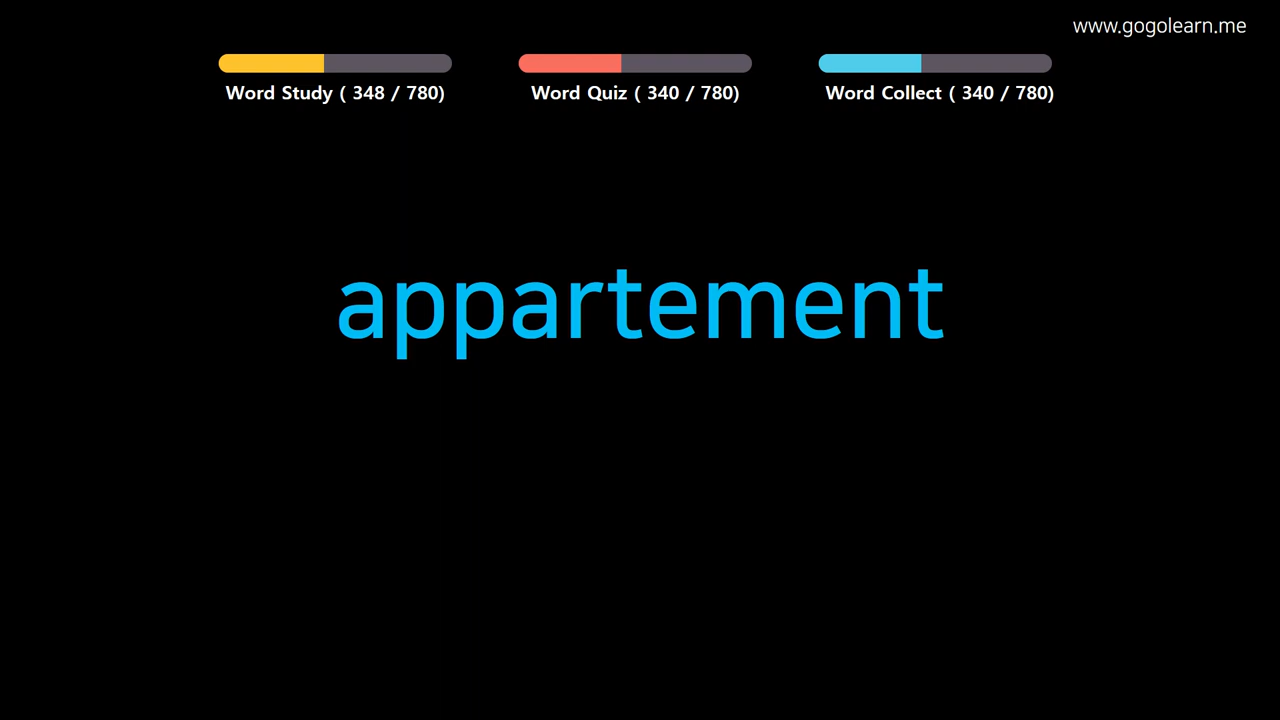 www.gogolearn.me
Word Study ( 348 / 780)
Word Quiz ( 340 / 780)
Word Collect ( 340 / 780)
appartement